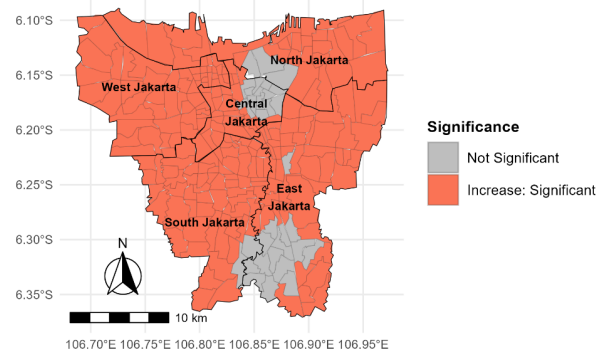 6.10°S
6.15°S
6.20°S
6.25°S
6.30°S
6.35°S
North Jakarta
West Jakarta
Central
Jakarta
East
Jakarta
South Jakarta
N
10 km
106.70°E 106.75°E 106.80°E 106.85°E 106.90°E 106.95°E
Significance
Not Significant
Increase: Significant